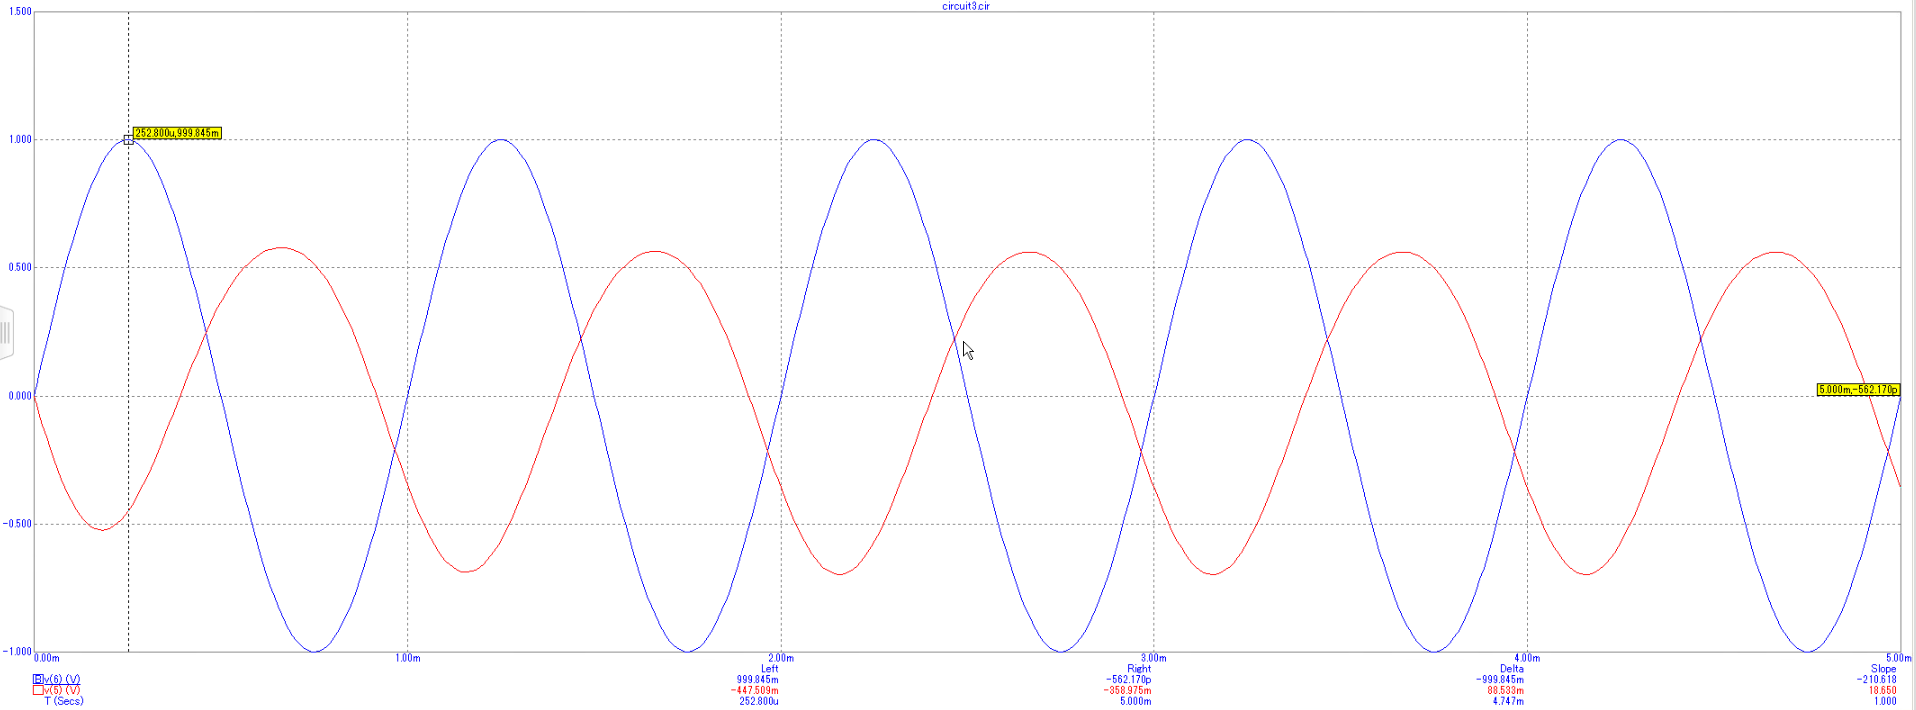 circuit3.cir
1.500
252.800u,999.845m
1.000
0.500
0.000
5.000m,-562.170p
-0.500
-1.000
0.00m 1.00m 2.00m 3.00m 4.00m 5.00m
Left Right Delta Slope
B v(6) (V) 999.845m -562.170p -999.845m -210.618
v(5) (V) -447.509m -358.975m 88.533m 18.650
T (Secs) 252.800u 5.000m 4.747m 1.000